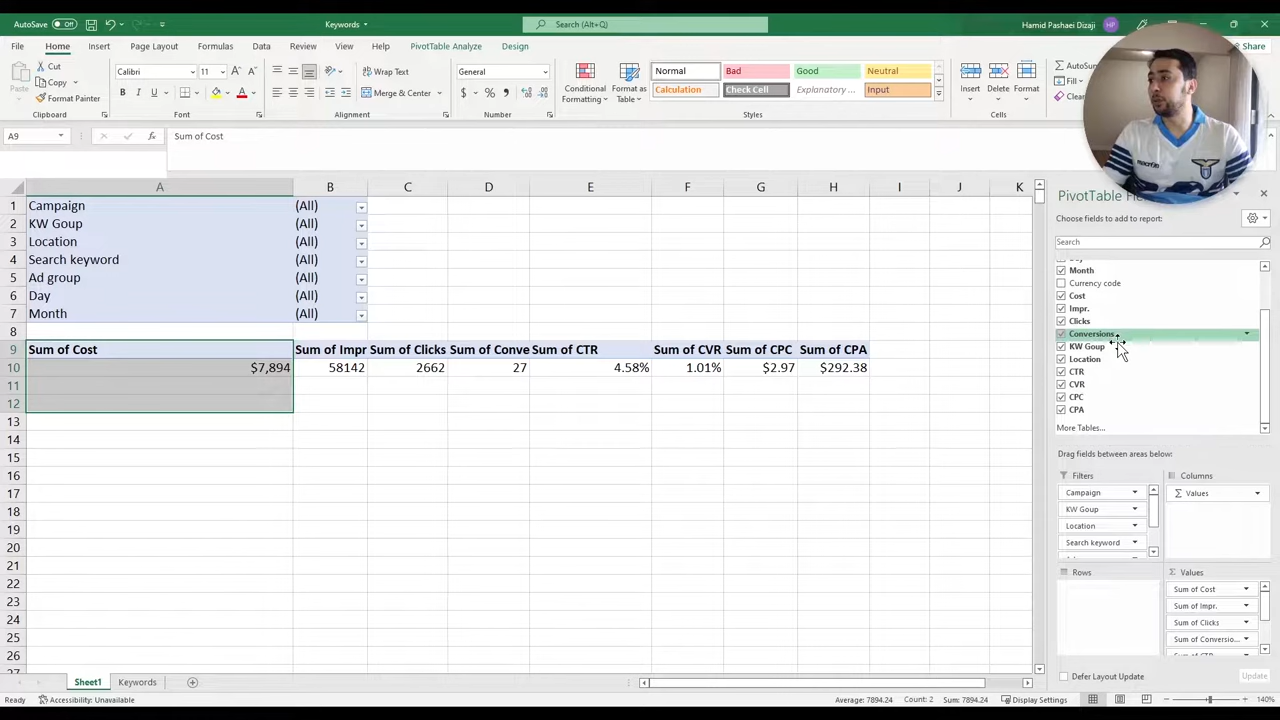 AutoSave Off
Keywords
Search (Alt+Q)
Hamid Pashaei Dizaji HP
File Home Insert Page Layout Formulas Data Review View Help PivotTable Analyze Design Share
Paste
Cut
Copy
Format Painter
Clipboard
Calibri 11
B I U
Font
Wrap Text
Merge & Center
Alignment
General
$ % ,
Number
Conditional Formatting
Format as Table
Normal Bad Good Neutral
Calculation Check Cell Explanatory ... Input
Styles
Insert Delete Format
Cells
AutoSum
Fill
Clea
A9 fx Sum of Cost
A B C D E F G H I J K
1 Campaign (All)
2 KW Goup (All)
3 Location (All)
4 Search keyword (All)
5 Ad group (All)
6 Day (All)
7 Month (All)
8
9 Sum of Cost Sum of Impr Sum of Clicks Sum of Conve Sum of CTR Sum of CVR Sum of CPC Sum of CPA
10 $7,894 58142 2662 27 4.58% 1.01% $2.97 $292.38
11
12
13
14
15
16
17
18
19
20
21
22
23
24
25
26
27
PivotTable Fi
Choose fields to add to report:
Search
Month
Currency code
Cost
Impr.
Clicks
Conversions
KW Goup
Location
CTR
CVR
CPC
CPA
More Tables...
Drag fields between areas below:
Filters
Campaign
KW Goup
Location
Search keyword
Columns
Σ Values
Rows
Σ Values
Sum of Cost
Sum of Impr.
Sum of Clicks
Sum of Conversio...
Sum of CTR
Defer Layout Update Update
Sheet1 Keywords
Ready Accessibility: Unavailable Average: 7894.24 Count: 2 Sum: 7894.24 Display Settings 140%